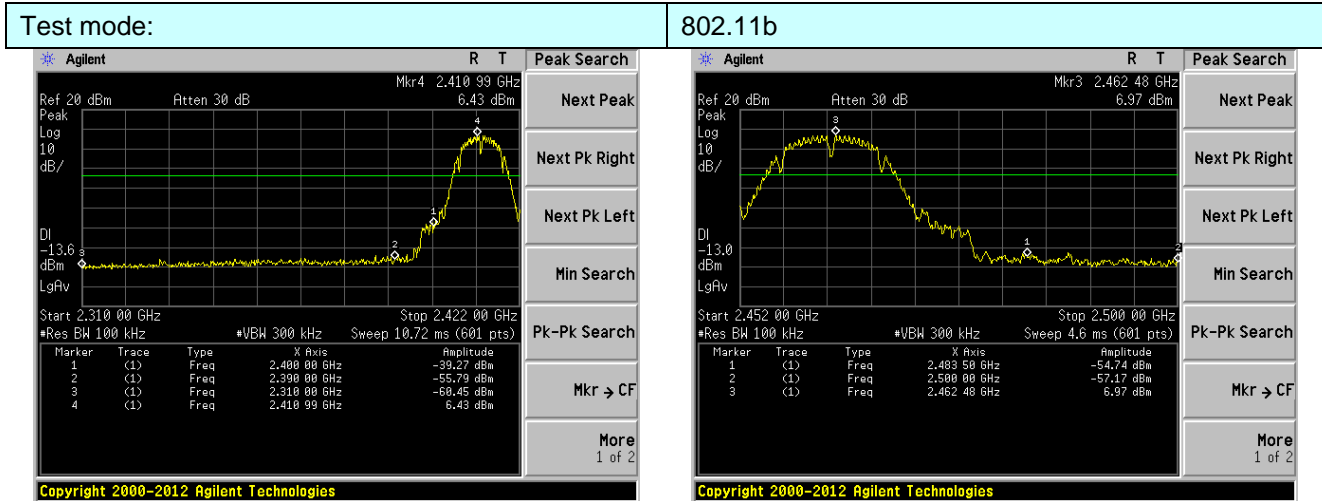 Test mode: 802.11b
Agilent R T Peak Search
Mkr4 2.410 99 GHz
Ref 20 dBm Atten 30 dB 6.43 dBm
Peak
Log
10
dB/
4
1
2
3
DI
-13.6
dBm
LgAv
Start 2.310 00 GHz Stop 2.422 00 GHz
#Res BW 100 kHz #VBW 300 kHz Sweep 10.72 ms (601 pts)
Marker Trace Type X Axis Amplitude
1 (1) Freq 2.400 00 GHz -39.27 dBm
2 (1) Freq 2.390 00 GHz -55.79 dBm
3 (1) Freq 2.310 00 GHz -60.45 dBm
4 (1) Freq 2.410 99 GHz 6.43 dBm
Copyright 2000-2012 Agilent Technologies
Next Peak
Next Pk Right
Next Pk Left
Min Search
Pk-Pk Search
Mkr → CF
More
1 of 2
Agilent R T Peak Search
Mkr3 2.462 48 GHz
Ref 20 dBm Atten 30 dB 6.97 dBm
Peak
Log
10
dB/
3
1
2
DI
-13.0
dBm
LgAv
Start 2.452 00 GHz Stop 2.500 00 GHz
#Res BW 100 kHz #VBW 300 kHz Sweep 4.6 ms (601 pts)
Marker Trace Type X Axis Amplitude
1 (1) Freq 2.483 50 GHz -54.74 dBm
2 (1) Freq 2.500 00 GHz -57.17 dBm
3 (1) Freq 2.462 48 GHz 6.97 dBm
Copyright 2000-2012 Agilent Technologies
Next Peak
Next Pk Right
Next Pk Left
Min Search
Pk-Pk Search
Mkr → CF
More
1 of 2